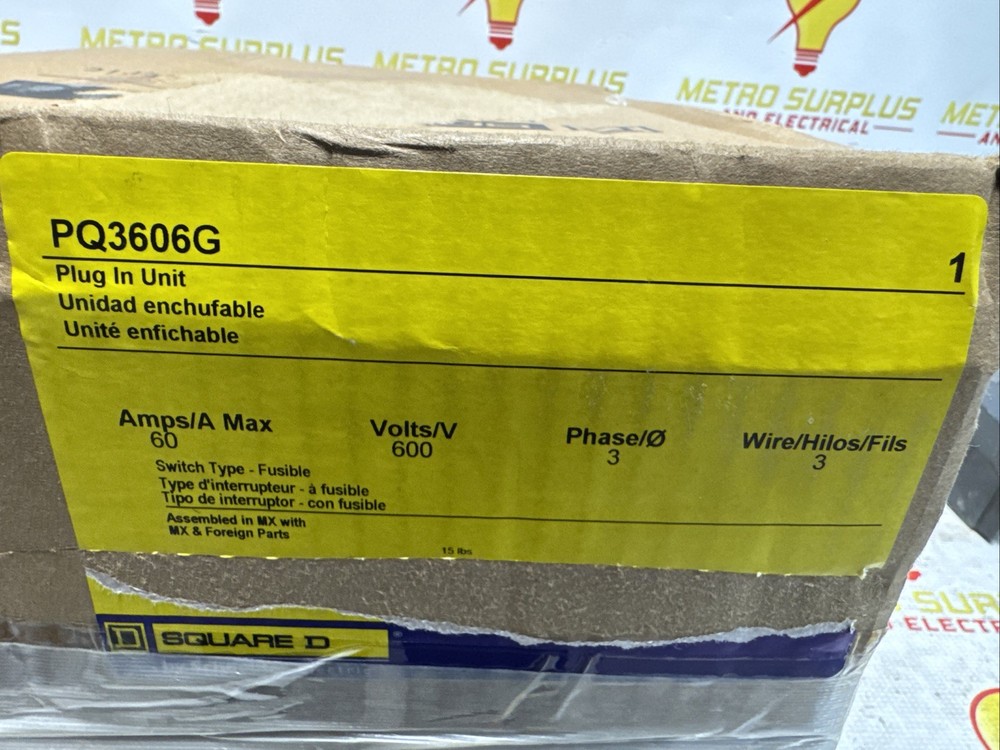 METRO SURPLUS
METRO SURPLUS
METRO SURPLUS
AND ELECTRICAL
PQ3606G
1
Plug In Unit
Unidad enchufable
Unité enfichable
Amps/A Max
60
Volts/V
600
Phase/Ø
3
Wire/Hilos/Fils
3
Switch Type - Fusible
Type d'interrupteur - à fusible
Tipo de interruptor - con fusible
Assembled in MX with
MX & Foreign Parts
15 lbs
D SQUARE D